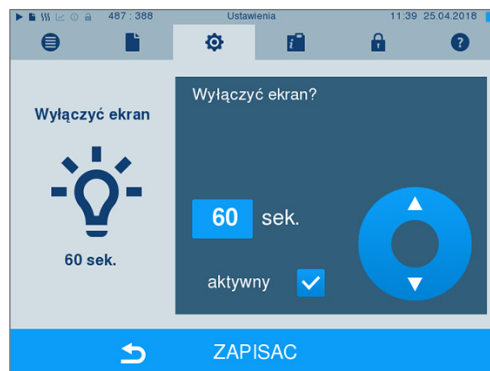 487 : 388 Ustawienia 11:39 25.04.2018
Wyłączyć ekran
60 sek.
Wyłączyć ekran?
60 sek.
aktywny
ZAPISAC